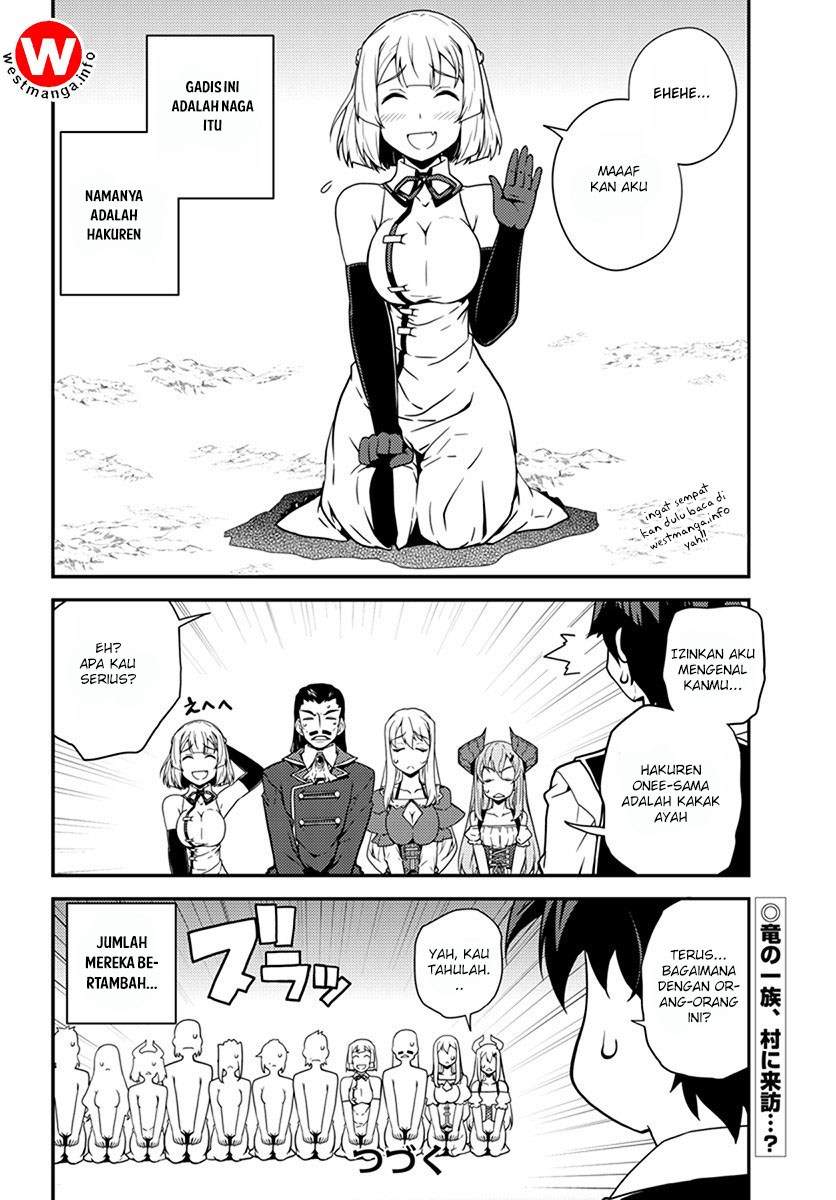 W
westmanga.info
EHEHE...
MAAAF
KAN AKU
GADIS INI
ADALAH NAGA
ITU
NAMANYA
ADALAH
HAKUREN
ingat sempat
kan dulu baca di
westmanga.info
yah!!
IZINKAN AKU
MENGENAL
KANMU...
HAKUREN
ONEE-SAMA
ADALAH KAKAK
AYAH
EH?
APA KAU
SERIUS?
えへへ
TERUS...
BAGAIMANA
DENGAN OR-
ANG-ORANG
INI?
YAH, KAU
TAHULAH.
. .
ズラッ
JUMLAH
MEREKA BE-
RTAMBAH...
つづく
◎竜の一族、村に来訪…?